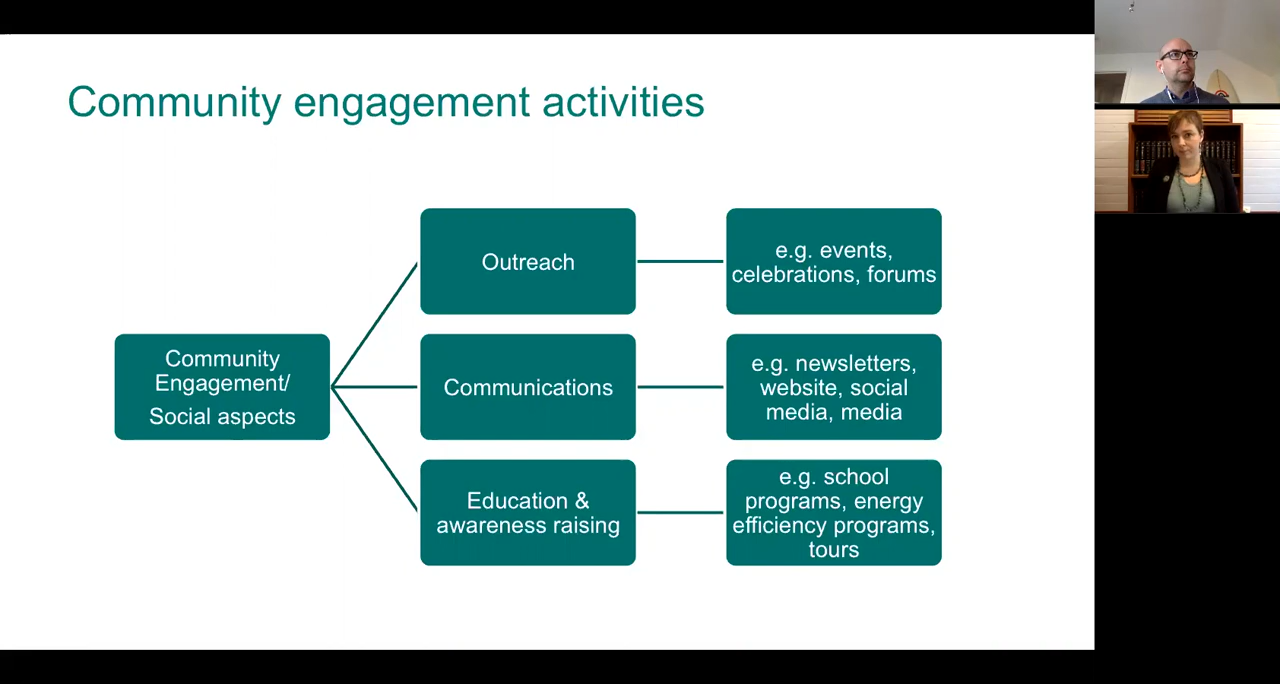 Community engagement activities
Outreach
e.g. events,
celebrations, forums
Community
Engagement/
Social aspects
Communications
e.g. newsletters,
website, social
media, media
Education &
awareness raising
e.g. school
programs, energy
efficiency programs,
tours